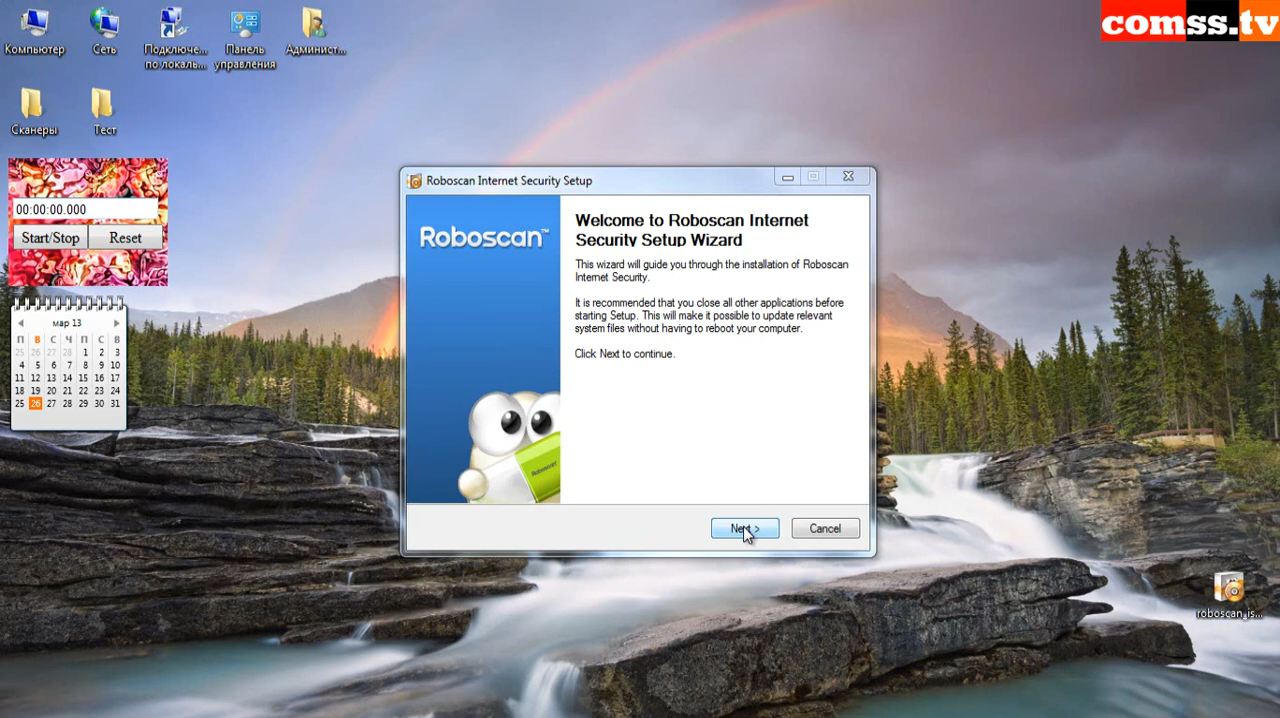 comss.tv
Компьютер
Сеть
Подключе...
по локаль...
Панель
управления
Админист...
Сканеры
Тест
00:00:00.000
Start/Stop
Reset
мар 13
П В С Ч П С В
25 26 27 28 1 2 3
4 5 6 7 8 9 10
11 12 13 14 15 16 17
18 19 20 21 22 23 24
25 26 27 28 29 30 31
Roboscan Internet Security Setup
Roboscan™
Welcome to Roboscan Internet
Security Setup Wizard
This wizard will guide you through the installation of Roboscan
Internet Security.
It is recommended that you close all other applications before
starting Setup. This will make it possible to update relevant
system files without having to reboot your computer.
Click Next to continue.
Roboscan
Next >
Cancel
roboscan_is...